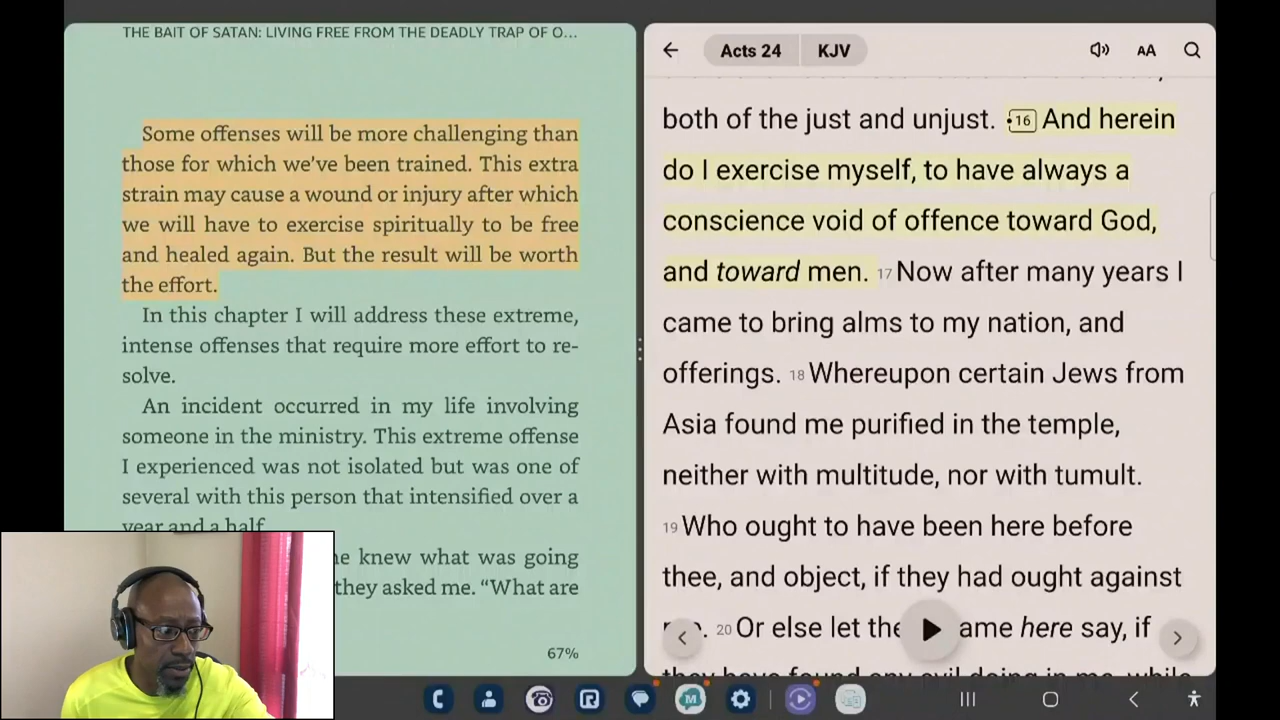 THE BAIT OF SATAN: LIVING FREE FROM THE DEADLY TRAP OF O...
Some offenses will be more challenging than
those for which we've been trained. This extra
strain may cause a wound or injury after which
we will have to exercise spiritually to be free
and healed again. But the result will be worth
the effort.
In this chapter I will address these extreme,
intense offenses that require more effort to re-
solve.
An incident occurred in my life involving
someone in the ministry. This extreme offense
I experienced was not isolated but was one of
several with this person that intensified over a
year and a half.
knew what was going
they asked me. “What are
67%
Acts 24 KJV
AA
both of the just and unjust. 16 And herein
do I exercise myself, to have always a
conscience void of offence toward God,
and toward men. 17 Now after many years I
came to bring alms to my nation, and
offerings. 18 Whereupon certain Jews from
Asia found me purified in the temple,
neither with multitude, nor with tumult.
19 Who ought to have been here before
thee, and object, if they had ought against
20 Or else let here say, if
they have found any evil doing in me, while